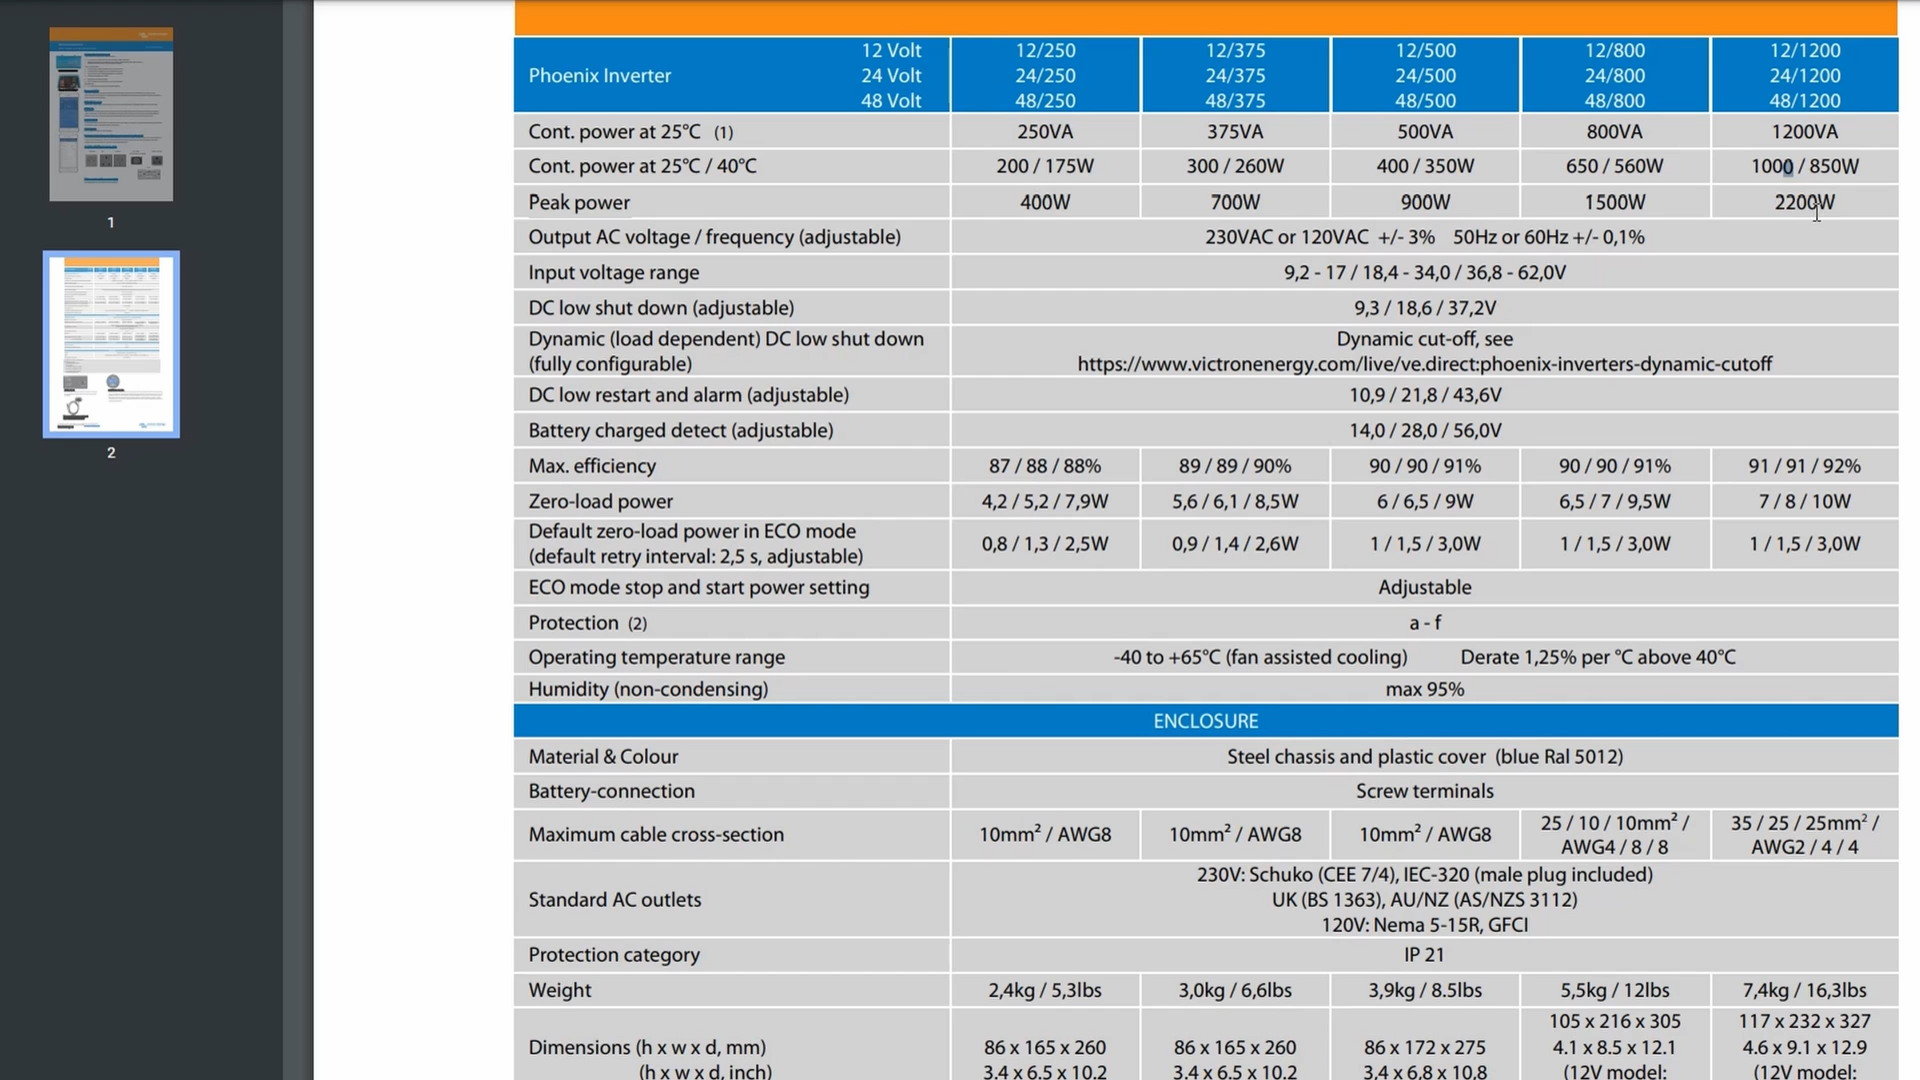 Phoenix Inverter 12 Volt 12/250 12/375 12/500 12/800 12/1200
24 Volt 24/250 24/375 24/500 24/800 24/1200
48 Volt 48/250 48/375 48/500 48/800 48/1200
Cont. power at 25°C (1) 250VA 375VA 500VA 800VA 1200VA
Cont. power at 25°C / 40°C 200 / 175W 300 / 260W 400 / 350W 650 / 560W 1000 / 850W
Peak power 400W 700W 900W 1500W 2200W
Output AC voltage / frequency (adjustable) 230VAC or 120VAC +/- 3% 50Hz or 60Hz +/- 0,1%
Input voltage range 9,2 - 17 / 18,4 - 34,0 / 36,8 - 62,0V
DC low shut down (adjustable) 9,3 / 18,6 / 37,2V
Dynamic (load dependent) DC low shut down Dynamic cut-off, see
(fully configurable) https://www.victronenergy.com/live/ve.direct:phoenix-inverters-dynamic-cutoff
DC low restart and alarm (adjustable) 10,9 / 21,8 / 43,6V
Battery charged detect (adjustable) 14,0 / 28,0 / 56,0V
Max. efficiency 87 / 88 / 88% 89 / 89 / 90% 90 / 90 / 91% 90 / 90 / 91% 91 / 91 / 92%
Zero-load power 4,2 / 5,2 / 7,9W 5,6 / 6,1 / 8,5W 6 / 6,5 / 9W 6,5 / 7 / 9,5W 7 / 8 / 10W
Default zero-load power in ECO mode
(default retry interval: 2,5 s, adjustable) 0,8 / 1,3 / 2,5W 0,9 / 1,4 / 2,6W 1 / 1,5 / 3,0W 1 / 1,5 / 3,0W 1 / 1,5 / 3,0W
ECO mode stop and start power setting Adjustable
Protection (2) a - f
Operating temperature range -40 to +65°C (fan assisted cooling) Derate 1,25% per °C above 40°C
Humidity (non-condensing) max 95%
ENCLOSURE
Material & Colour Steel chassis and plastic cover (blue Ral 5012)
Battery-connection Screw terminals
Maximum cable cross-section 10mm² / AWG8 10mm² / AWG8 10mm² / AWG8 25 / 10 / 10mm² / 35 / 25 / 25mm² /
AWG4 / 8 / 8 AWG2 / 4 / 4
230V: Schuko (CEE 7/4), IEC-320 (male plug included)
Standard AC outlets UK (BS 1363), AU/NZ (AS/NZS 3112)
120V: Nema 5-15R, GFCI
Protection category IP 21
Weight 2,4kg / 5,3lbs 3,0kg / 6,6lbs 3,9kg / 8.5lbs 5,5kg / 12lbs 7,4kg / 16,3lbs
105 x 216 x 305 117 x 232 x 327
Dimensions (h x w x d, mm) 86 x 165 x 260 86 x 165 x 260 86 x 172 x 275 4.1 x 8.5 x 12.1 4.6 x 9.1 x 12.9
(h x w x d, inch) 3.4 x 6.5 x 10.2 3.4 x 6.5 x 10.2 3,4 x 6,8 x 10,8 (12V model: (12V model:
1
2